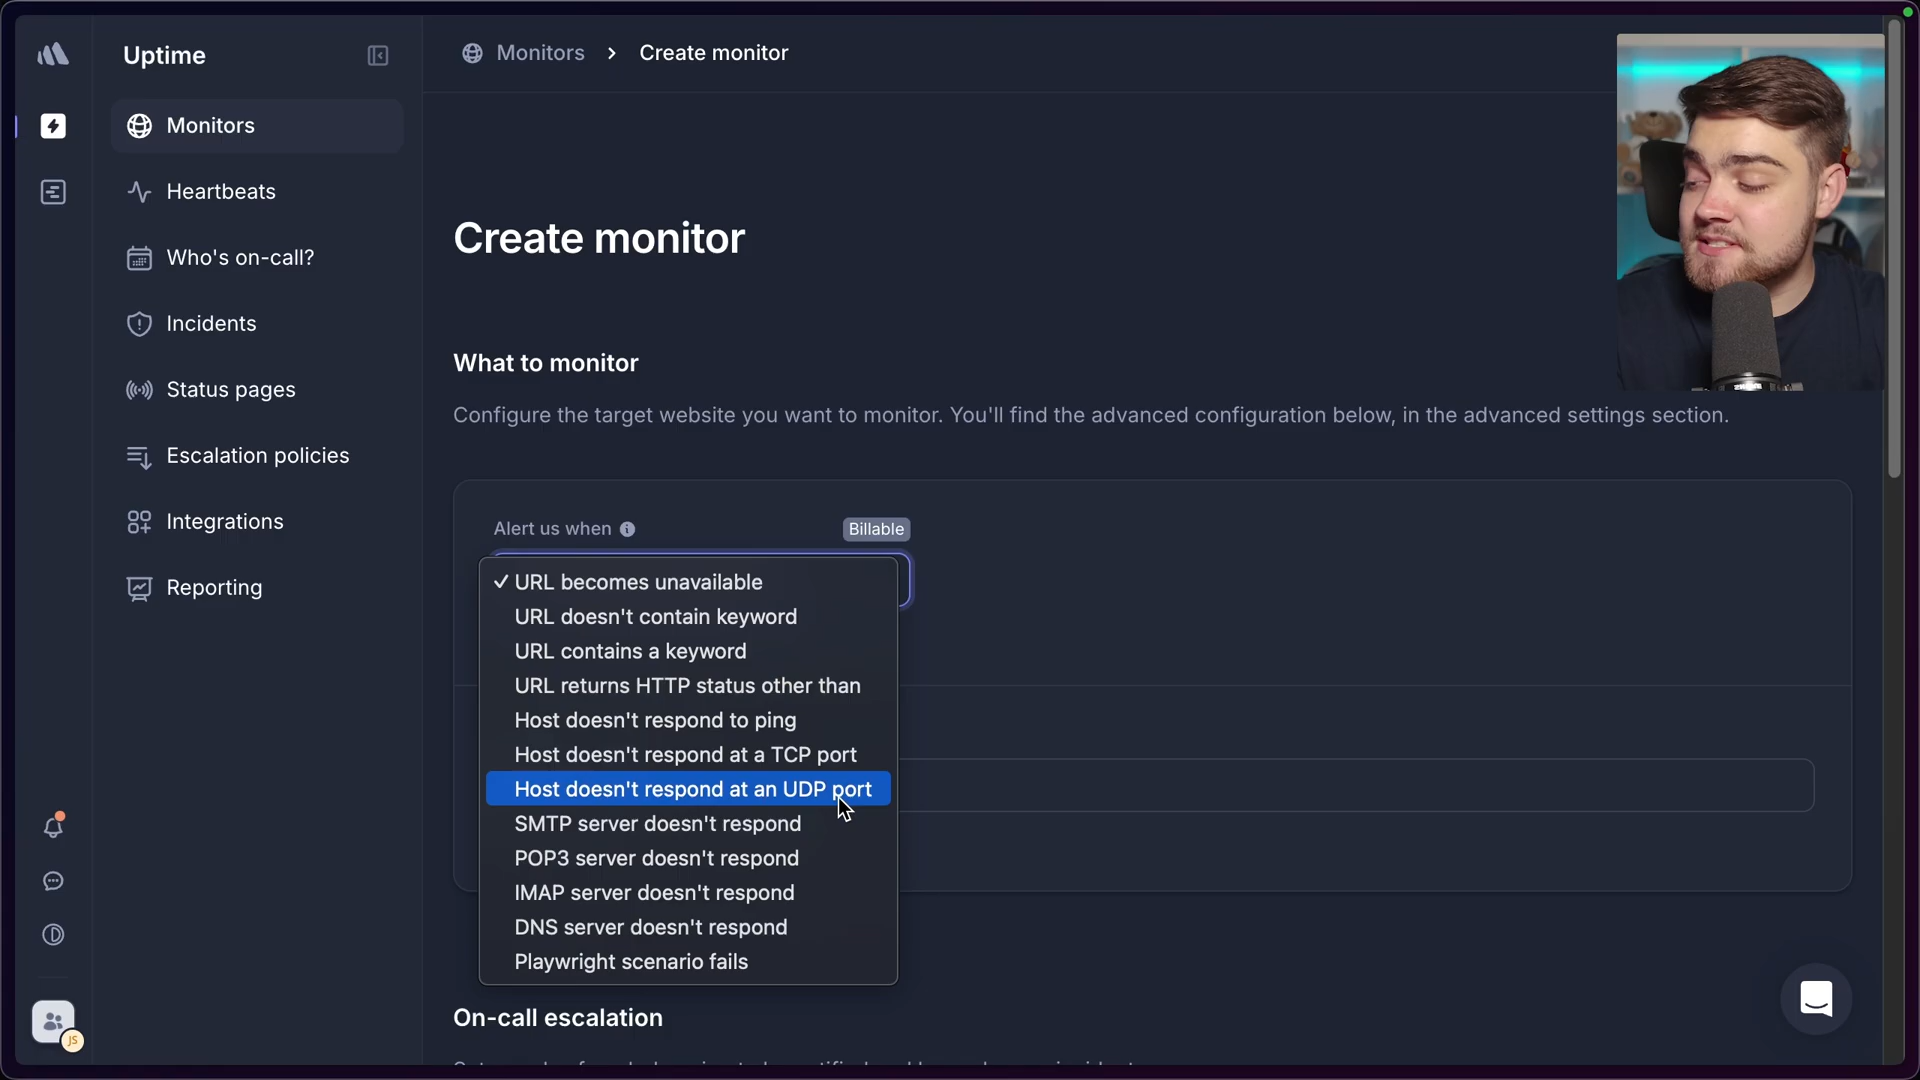 Uptime
Monitors
Heartbeats
Who's on-call?
Incidents
Status pages
Escalation policies
Integrations
Reporting
JS
Monitors > Create monitor
Create monitor
What to monitor
Configure the target website you want to monitor. You'll find the advanced configuration below, in the advanced settings section.
Alert us when
Billable
✓ URL becomes unavailable
URL doesn't contain keyword
URL contains a keyword
URL returns HTTP status other than
Host doesn't respond to ping
Host doesn't respond at a TCP port
Host doesn't respond at an UDP port
SMTP server doesn't respond
POP3 server doesn't respond
IMAP server doesn't respond
DNS server doesn't respond
Playwright scenario fails
On-call escalation